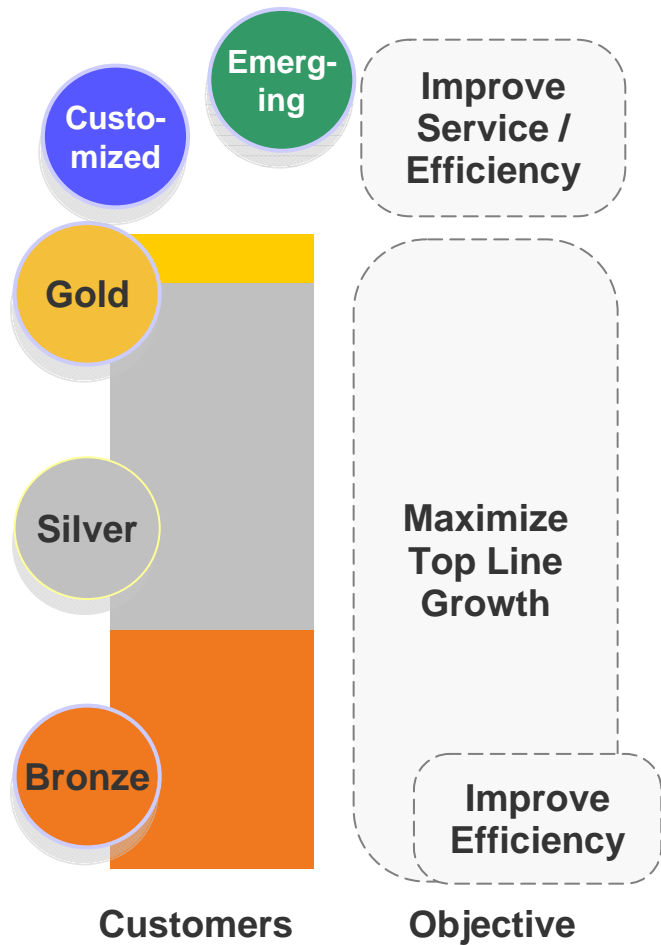 Emerg-
ing
Custo-
mized
Improve
Service /
Efficiency
Gold
Silver
Maximize
Top Line
Growth
Bronze
Improve
Efficiency
Customers
Objective